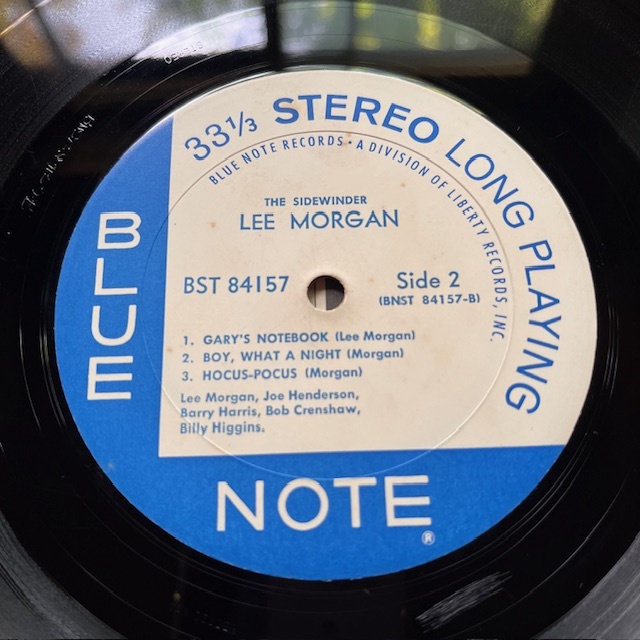 33⅓ STEREO LONG PLAYING
BLUE NOTE RECORDS • A DIVISION OF LIBERTY RECORDS, INC.
THE SIDEWINDER
LEE MORGAN
BST 84157
Side 2
(BNST 84157-B)
1. GARY'S NOTEBOOK (Lee Morgan)
2. BOY, WHAT A NIGHT (Morgan)
3. HOCUS-POCUS (Morgan)
Lee Morgan, Joe Henderson,
Barry Harris, Bob Crenshaw,
Billy Higgins.
BLUE
NOTE®